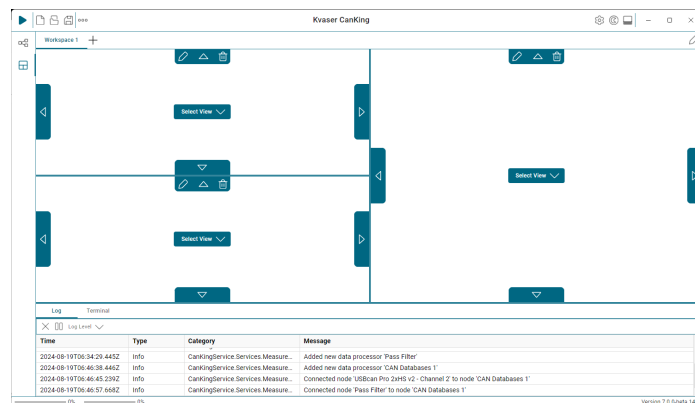 Kvaser CanKing
Workspace 1
Select View
Select View
Select View
Log Terminal
Log Level
Time Type Category Message
2024-08-19T06:34:29.445Z Info CanKingService.Services.Measure... Added new data processor 'Pass Filter'
2024-08-19T06:46:38.446Z Info CanKingService.Services.Measure... Added new data processor 'CAN Databases 1'
2024-08-19T06:46:45.239Z Info CanKingService.Services.Measure... Connected node 'USBcan Pro 2xHS v2 - Channel 2' to node 'CAN Databases 1'
2024-08-19T06:46:57.668Z Info CanKingService.Services.Measure... Connected node 'Pass Filter' to node 'CAN Databases 1'
0% 0%